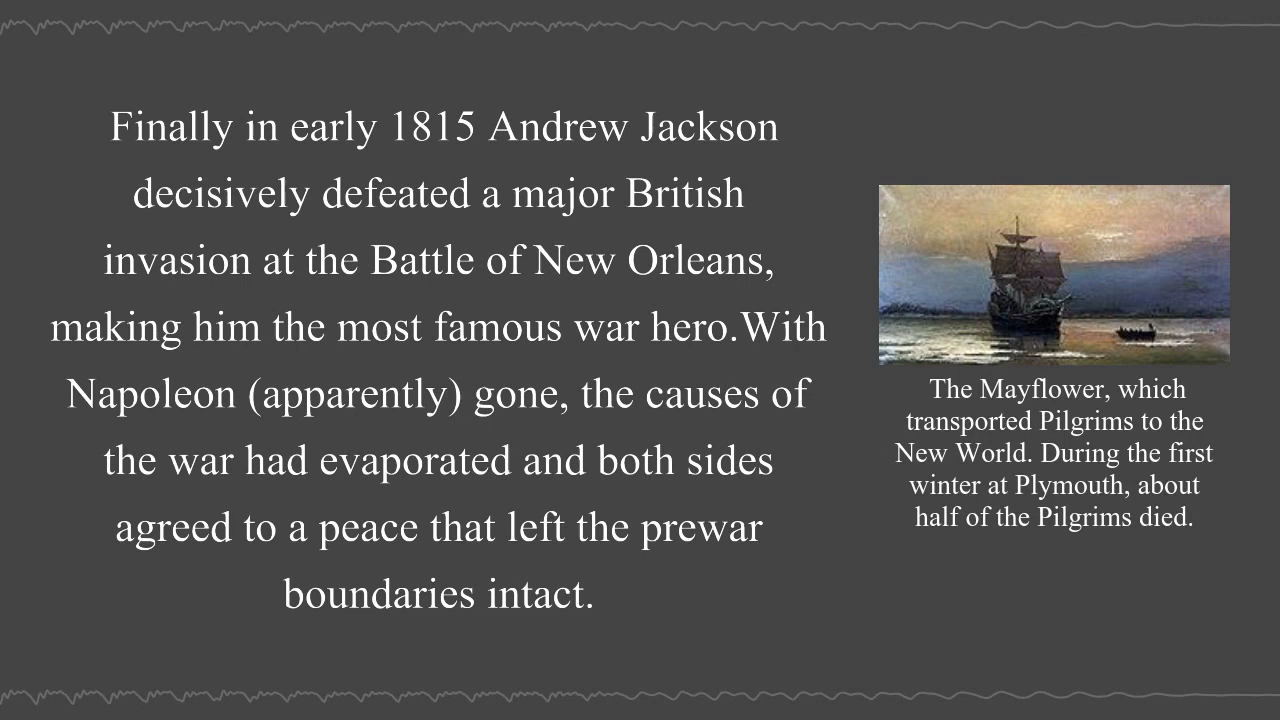 Finally in early 1815 Andrew Jackson
decisively defeated a major British
invasion at the Battle of New Orleans,
making him the most famous war hero.With
Napoleon (apparently) gone, the causes of
the war had evaporated and both sides
agreed to a peace that left the prewar
boundaries intact.
The Mayflower, which
transported Pilgrims to the
New World. During the first
winter at Plymouth, about
half of the Pilgrims died.